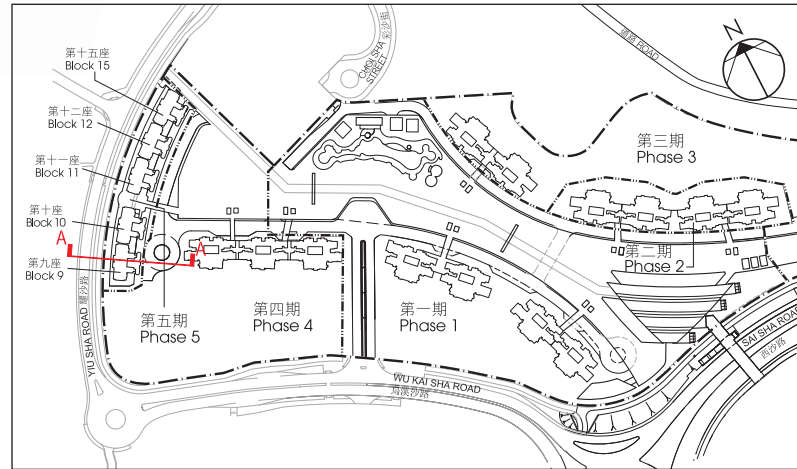 第十五座
Block 15
第十二座
Block 12
第十一座
Block 11
第十座
Block 10
第九座
Block 9
A
A
YIU SHA ROAD 耀沙路
第五期
Phase 5
第四期
Phase 4
第一期
Phase 1
第二期
Phase 2
第三期
Phase 3
CHOI SHA
STREET
彩沙街
道路 ROAD
N
SAI SHA ROAD
西沙路
WU KAI SHA ROAD
烏溪沙路